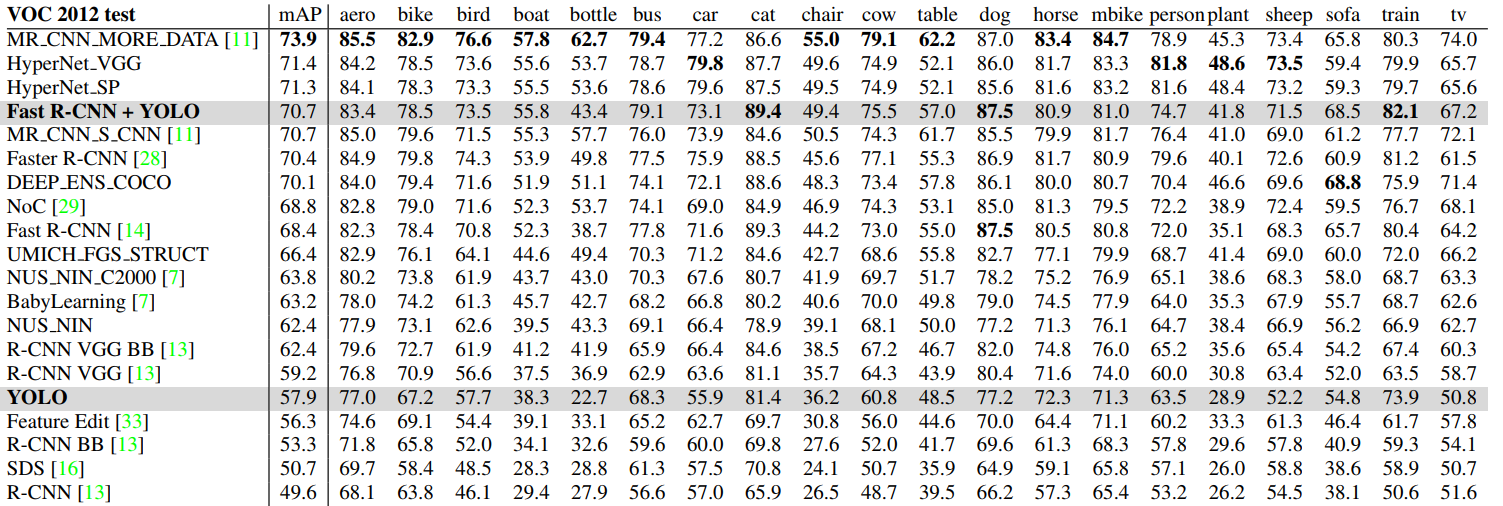 VOC 2012 test mAP aero bike bird boat bottle bus car cat chair cow table dog horse mbike person plant sheep sofa train tv
MR_CNN_MORE_DATA [11] 73.9 85.5 82.9 76.6 57.8 62.7 79.4 77.2 86.6 55.0 79.1 62.2 87.0 83.4 84.7 78.9 45.3 73.4 65.8 80.3 74.0
HyperNet_VGG 71.4 84.2 78.5 73.6 55.6 53.7 78.7 79.8 87.7 49.6 74.9 52.1 86.0 81.7 83.3 81.8 48.6 73.5 59.4 79.9 65.7
HyperNet_SP 71.3 84.1 78.3 73.3 55.5 53.6 78.6 79.6 87.5 49.5 74.9 52.1 85.6 81.6 83.2 81.6 48.4 73.2 59.3 79.7 65.6
Fast R-CNN + YOLO 70.7 83.4 78.5 73.5 55.8 43.4 79.1 73.1 89.4 49.4 75.5 57.0 87.5 80.9 81.0 74.7 41.8 71.5 68.5 82.1 67.2
MR_CNN_S_CNN [11] 70.7 85.0 79.6 71.5 55.3 57.7 76.0 73.9 84.6 50.5 74.3 61.7 85.5 79.9 81.7 76.4 41.0 69.0 61.2 77.7 72.1
Faster R-CNN [28] 70.4 84.9 79.8 74.3 53.9 49.8 77.5 75.9 88.5 45.6 77.1 55.3 86.9 81.7 80.9 79.6 40.1 72.6 60.9 81.2 61.5
DEEP_ENS_COCO 70.1 84.0 79.4 71.6 51.9 51.1 74.1 72.1 88.6 48.3 73.4 57.8 86.1 80.0 80.7 70.4 46.6 69.6 68.8 75.9 71.4
NoC [29] 68.8 82.8 79.0 71.6 52.3 53.7 74.1 69.0 84.9 46.9 74.3 53.1 85.0 81.3 79.5 72.2 38.9 72.4 59.5 76.7 68.1
Fast R-CNN [14] 68.4 82.3 78.4 70.8 52.3 38.7 77.8 71.6 89.3 44.2 73.0 55.0 87.5 80.5 80.8 72.0 35.1 68.3 65.7 80.4 64.2
UMICH_FGS_STRUCT 66.4 82.9 76.1 64.1 44.6 49.4 70.3 71.2 84.6 42.7 68.6 55.8 82.7 77.1 79.9 68.7 41.4 69.0 60.0 72.0 66.2
NUS_NIN_C2000 [7] 63.8 80.2 73.8 61.9 43.7 43.0 70.3 67.6 80.7 41.9 69.7 51.7 78.2 75.2 76.9 65.1 38.6 68.3 58.0 68.7 63.3
BabyLearning [7] 63.2 78.0 74.2 61.3 45.7 42.7 68.2 66.8 80.2 40.6 70.0 49.8 79.0 74.5 77.9 64.0 35.3 67.9 55.7 68.7 62.6
NUS_NIN 62.4 77.9 73.1 62.6 39.5 43.3 69.1 66.4 78.9 39.1 68.1 50.0 77.2 71.3 76.1 64.7 38.4 66.9 56.2 66.9 62.7
R-CNN VGG BB [13] 62.4 79.6 72.7 61.9 41.2 41.9 65.9 66.4 84.6 38.5 67.2 46.7 82.0 74.8 76.0 65.2 35.6 65.4 54.2 67.4 60.3
R-CNN VGG [13] 59.2 76.8 70.9 56.6 37.5 36.9 62.9 63.6 81.1 35.7 64.3 43.9 80.4 71.6 74.0 60.0 30.8 63.4 52.0 63.5 58.7
YOLO 57.9 77.0 67.2 57.7 38.3 22.7 68.3 55.9 81.4 36.2 60.8 48.5 77.2 72.3 71.3 63.5 28.9 52.2 54.8 73.9 50.8
Feature Edit [33] 56.3 74.6 69.1 54.4 39.1 33.1 65.2 62.7 69.7 30.8 56.0 44.6 70.0 64.4 71.1 60.2 33.3 61.3 46.4 61.7 57.8
R-CNN BB [13] 53.3 71.8 65.8 52.0 34.1 32.6 59.6 60.0 69.8 27.6 52.0 41.7 69.6 61.3 68.3 57.8 29.6 57.8 40.9 59.3 54.1
SDS [16] 50.7 69.7 58.4 48.5 28.3 28.8 61.3 57.5 70.8 24.1 50.7 35.9 64.9 59.1 65.8 57.1 26.0 58.8 38.6 58.9 50.7
R-CNN [13] 49.6 68.1 63.8 46.1 29.4 27.9 56.6 57.0 65.9 26.5 48.7 39.5 66.2 57.3 65.4 53.2 26.2 54.5 38.1 50.6 51.6